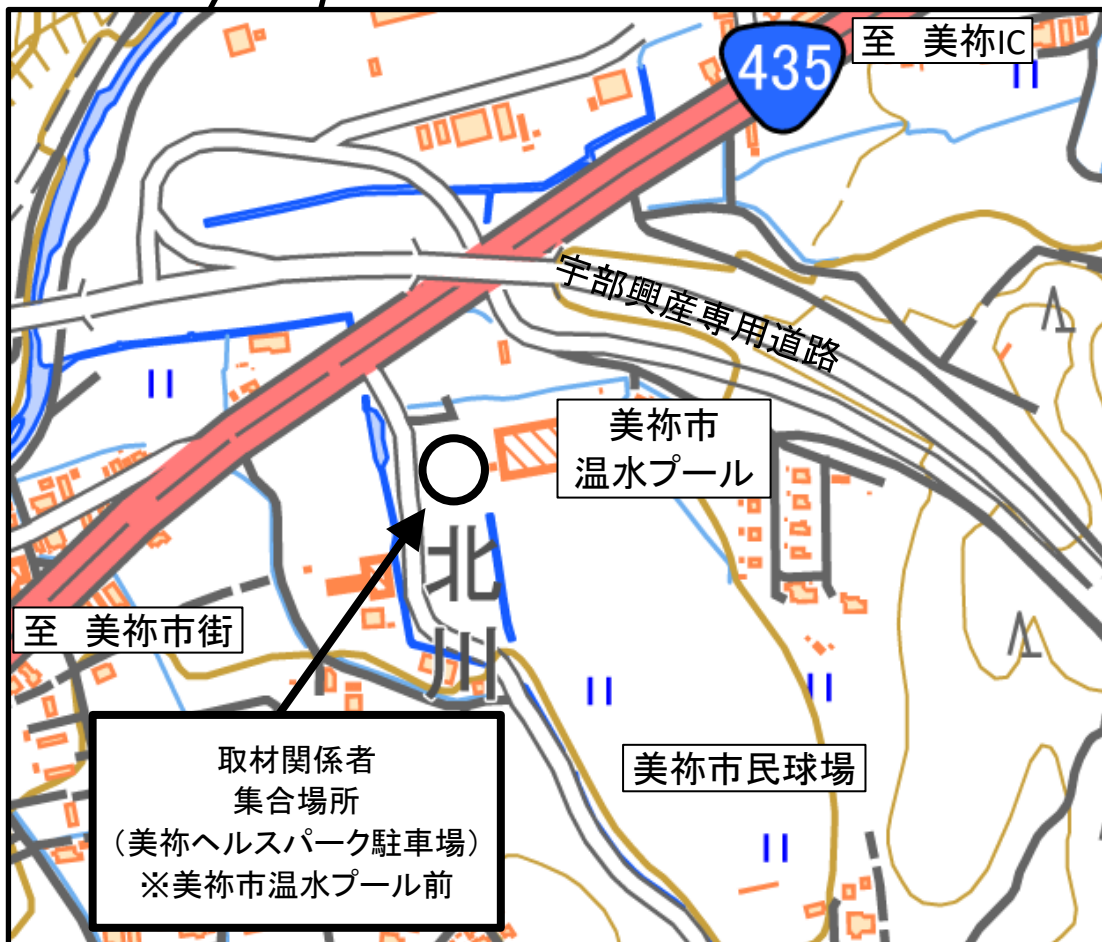 435
至 美祢IC
宇部興産専用道路
美祢市
温水プール
北
川
至 美祢市街
美祢市民球場
取材関係者
集合場所
（美祢ヘルスパーク駐車場）
※美祢市温水プール前